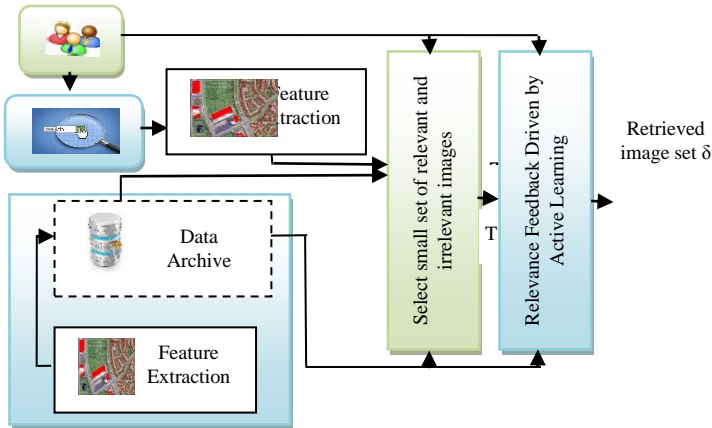 Feature
Extraction
Select small set of relevant and
irrelevant images
T
Relevance Feedback Driven by
Active Learning
Retrieved
image set δ
Data
Archive
Feature
Extraction